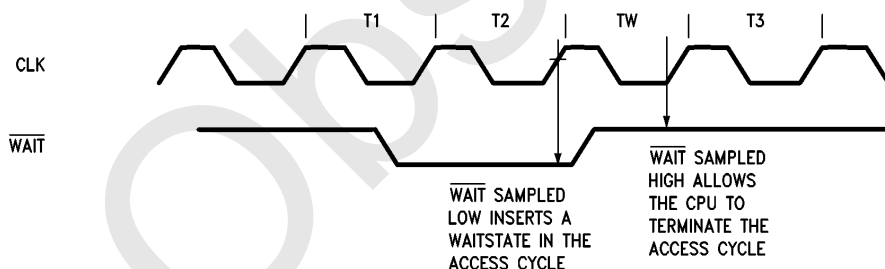 T1 T2 TW T3
CLK
WAIT
WAIT SAMPLED
LOW INSERTS A
WAITSTATE IN THE
ACCESS CYCLE
WAIT SAMPLED
HIGH ALLOWS
THE CPU TO
TERMINATE THE
ACCESS CYCLE
Obs